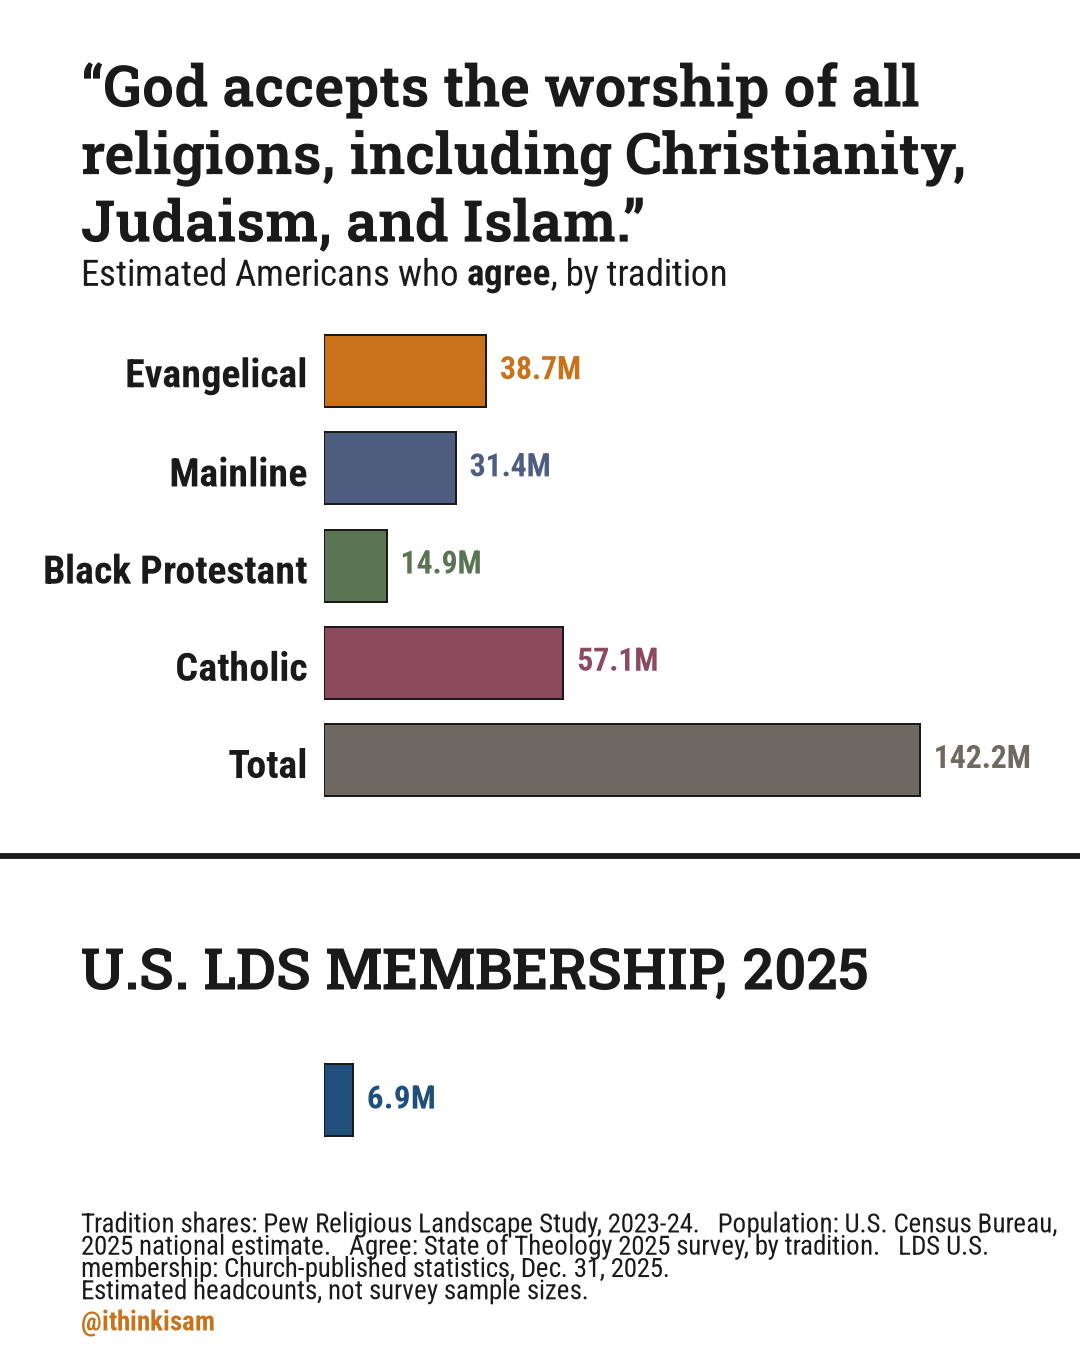 “God accepts the worship of all
religions, including Christianity,
Judaism, and Islam.”
Estimated Americans who agree, by tradition
Evangelical 38.7M
Mainline 31.4M
Black Protestant 14.9M
Catholic 57.1M
Total 142.2M
U.S. LDS MEMBERSHIP, 2025
6.9M
Tradition shares: Pew Religious Landscape Study, 2023-24. Population: U.S. Census Bureau,
2025 national estimate. Agree: State of Theology 2025 survey, by tradition. LDS U.S.
membership: Church-published statistics, Dec. 31, 2025.
Estimated headcounts, not survey sample sizes.
@ithinkisam